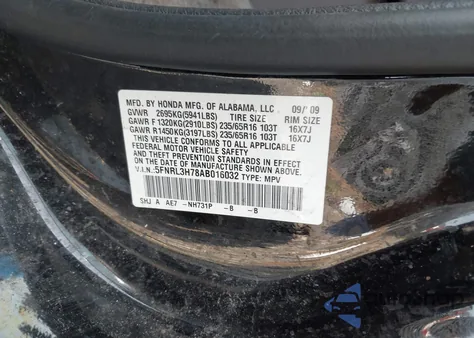 MFD. BY HONDA MFG. OF ALABAMA, LLC 09/'09
GVWR 2695KG(5941LBS) TIRE SIZE RIM SIZE
GAWR F 1320KG(2910LBS) 235/65R16 103T 16X7J
GAWR R1450KG(3197LBS) 235/65R16 103T 16X7J
THIS VEHICLE CONFORMS TO ALL APPLICABLE
FEDERAL MOTOR VEHICLE SAFETY AND
THEFT PREVENTION STANDARDS IN EFFECT ON THE
DATE OF MANUFACTURE SHOWN ABOVE.
V.I.N.:5FNRL3H78AB016032 TYPE: MPV
SHJ A AE7 -NH731P -B -B
autoshop